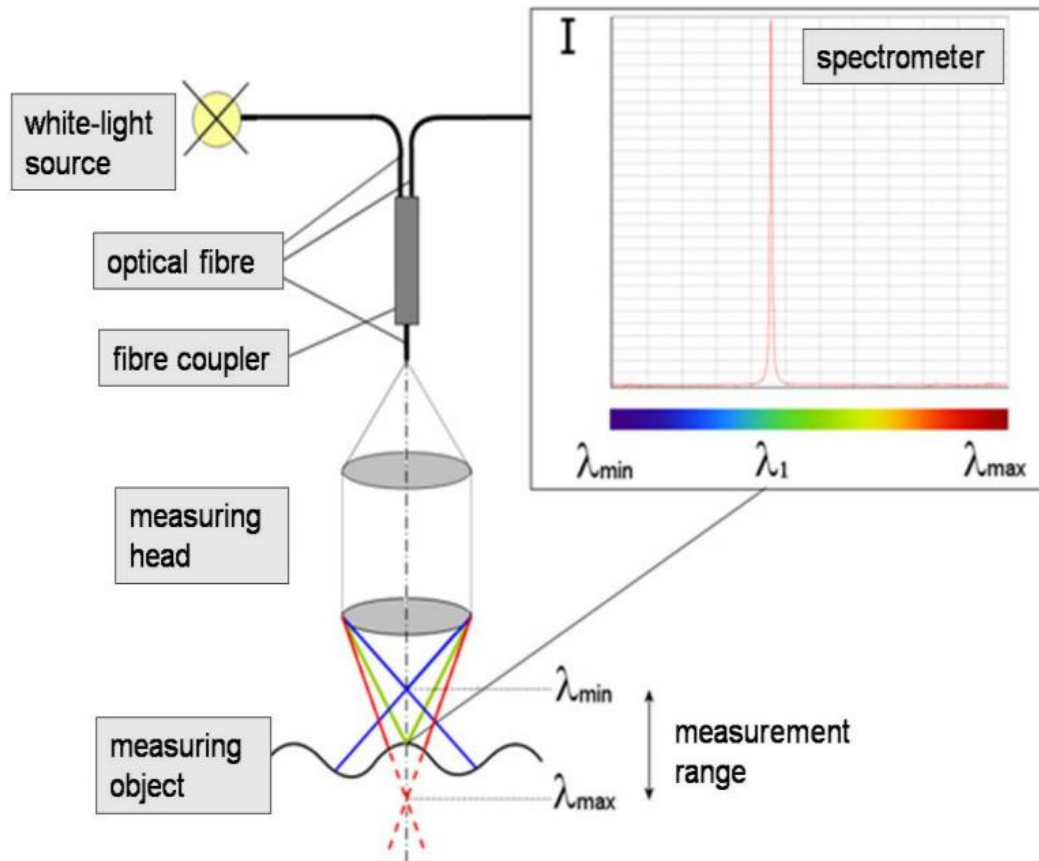 I
spectrometer
white-light
source
optical fibre
fibre coupler
λmin
λ1
λmax
measuring
head
λmin
measuring
object
measurement
range
λmax